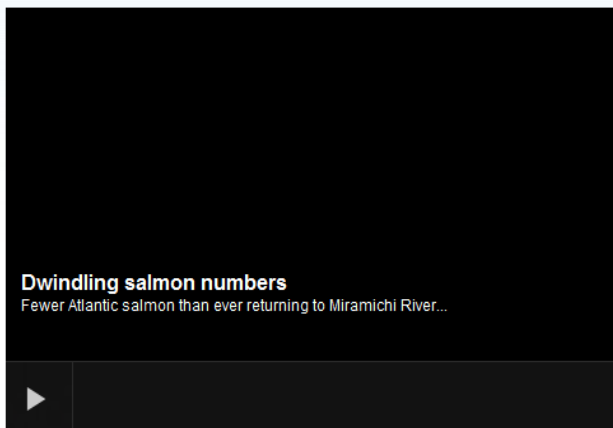 Dwindling salmon numbers
Fewer Atlantic salmon than ever returning to Miramichi River...